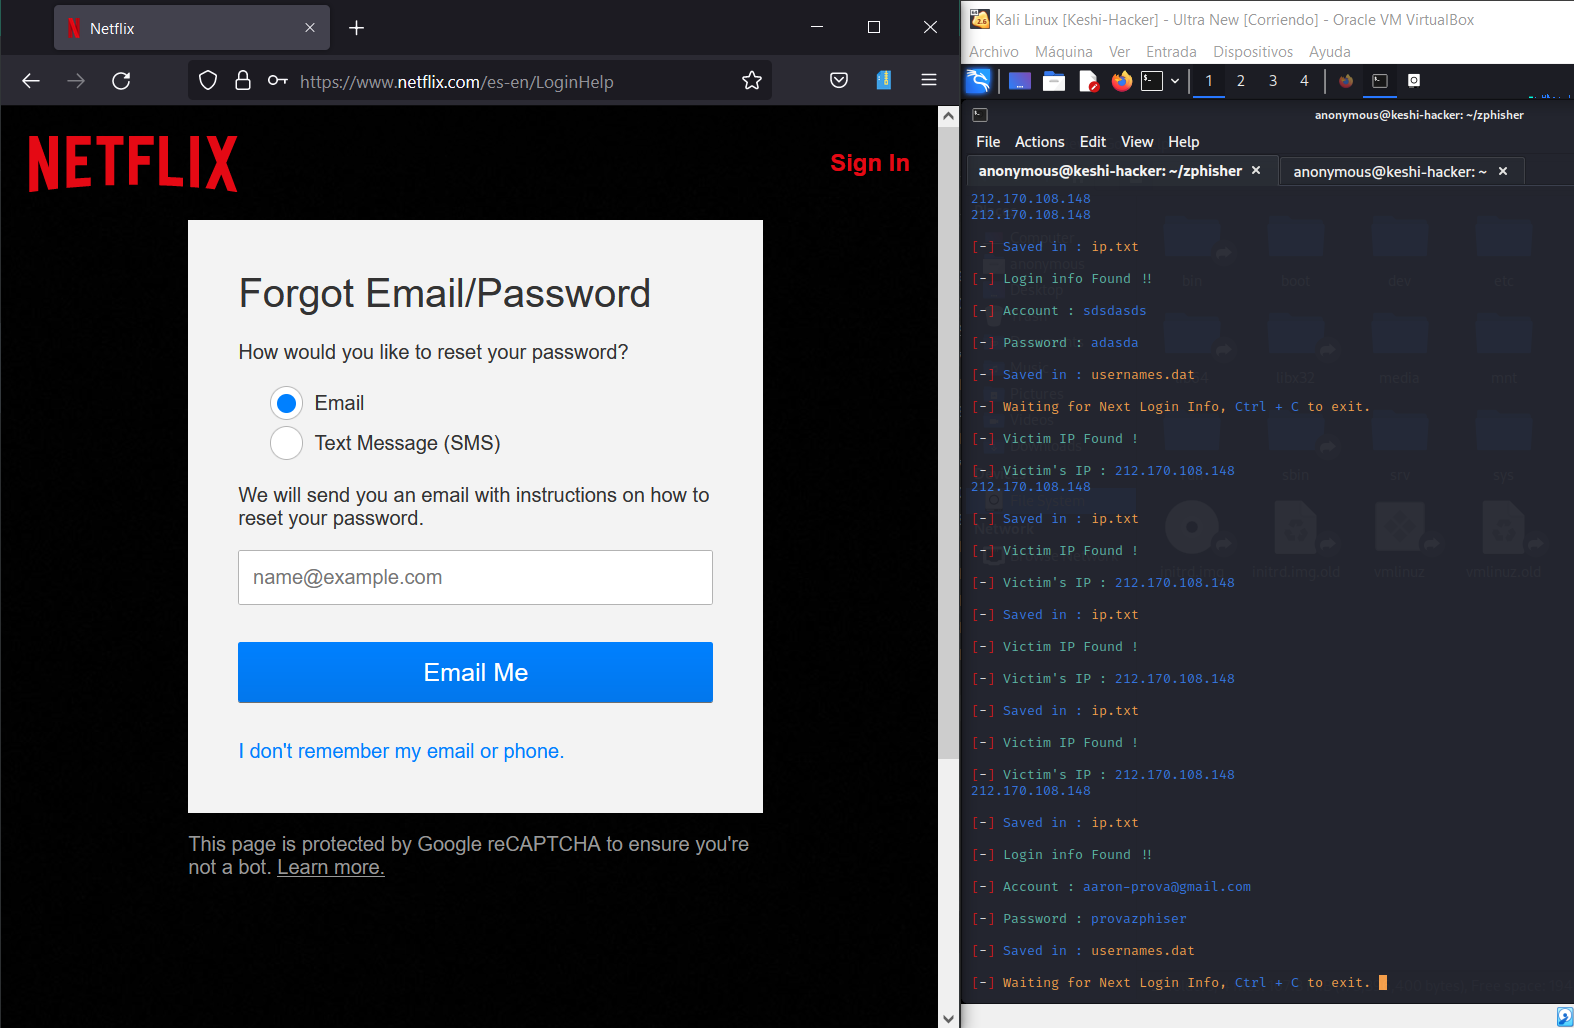 Netflix
https://www.netflix.com/es-en/LoginHelp
NETFLIX
Sign In
Forgot Email/Password
How would you like to reset your password?
Email
Text Message (SMS)
We will send you an email with instructions on how to
reset your password.
name@example.com
Email Me
I don't remember my email or phone.
This page is protected by Google reCAPTCHA to ensure you're
not a bot. Learn more.
Kali Linux [Keshi-Hacker] - Ultra New [Corriendo] - Oracle VM VirtualBox
Archivo Máquina Ver Entrada Dispositivos Ayuda
1 2 3 4
anonymous@keshi-hacker: ~/zphisher
File Actions Edit View Help
anonymous@keshi-hacker: ~/zphisher
anonymous@keshi-hacker: ~
212.170.108.148
212.170.108.148
[-] Saved in : ip.txt
[-] Login info Found !!
[-] Account : sdsdasds
[-] Password : adasda
[-] Saved in : usernames.dat
[-] Waiting for Next Login Info, Ctrl + C to exit.
[-] Victim IP Found !
[-] Victim's IP : 212.170.108.148
212.170.108.148
[-] Saved in : ip.txt
[-] Victim IP Found !
[-] Victim's IP : 212.170.108.148
[-] Saved in : ip.txt
[-] Victim IP Found !
[-] Victim's IP : 212.170.108.148
[-] Saved in : ip.txt
[-] Victim IP Found !
[-] Victim's IP : 212.170.108.148
212.170.108.148
[-] Saved in : ip.txt
[-] Login info Found !!
[-] Account : aaron-prova@gmail.com
[-] Password : provazphiser
[-] Saved in : usernames.dat
[-] Waiting for Next Login Info, Ctrl + C to exit.